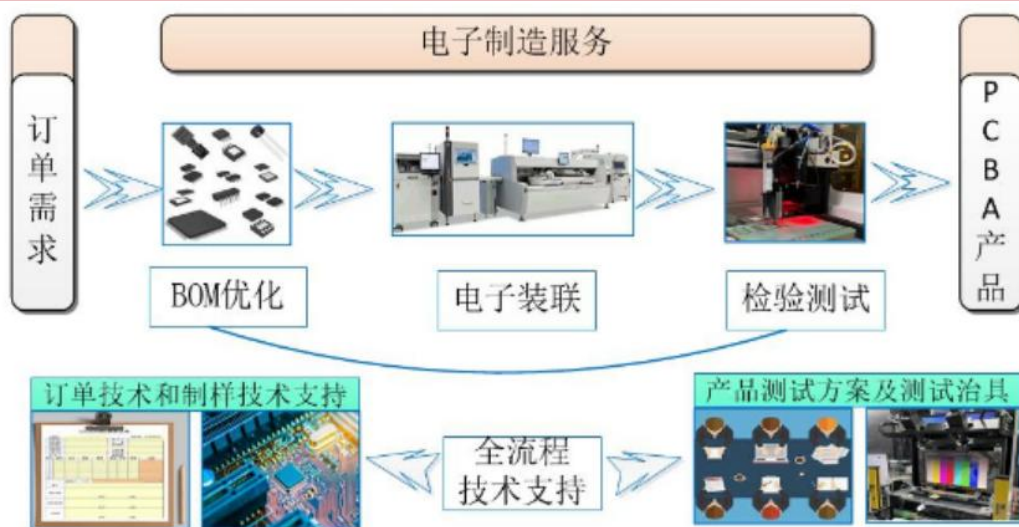 电子制造服务
订单需求
PCBA产品
BOM优化
电子装联
检验测试
订单技术和制样技术支持
产品测试方案及测试治具
全流程
技术支持